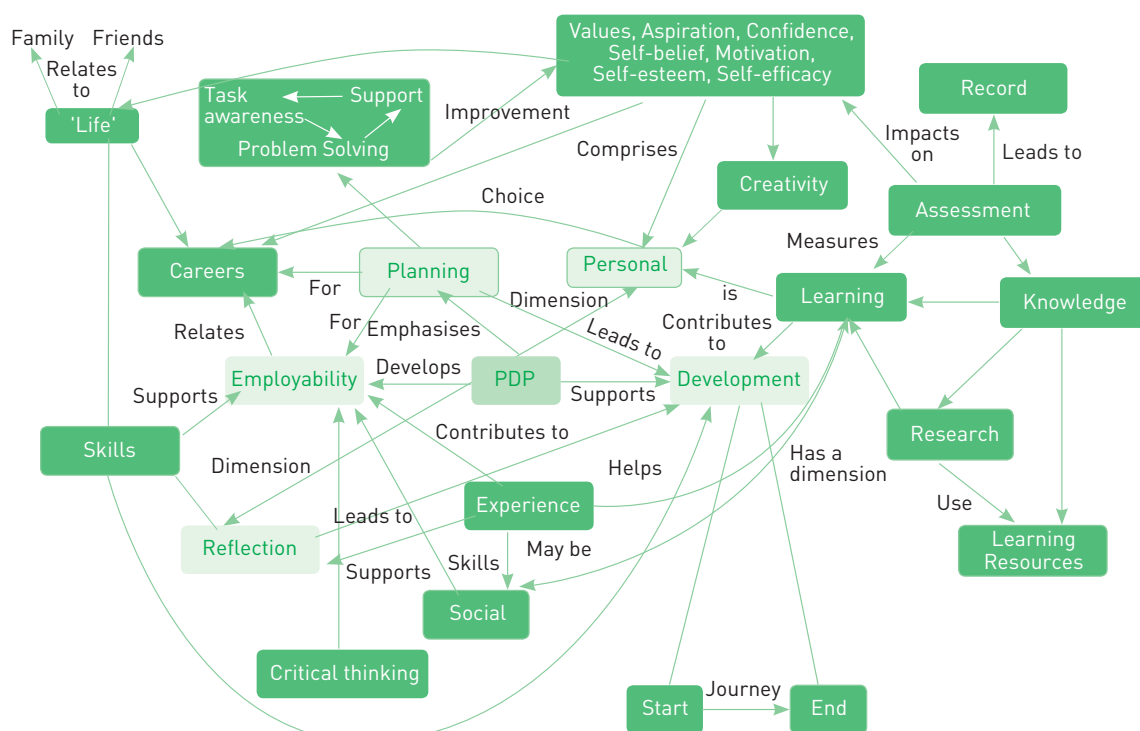 Family
Friends
Relates
to
'Life'
Task
awareness
Support
Problem Solving
Improvement
Values, Aspiration, Confidence,
Self-belief, Motivation,
Self-esteem, Self-efficacy
Record
Impacts
on
Leads to
Comprises
Creativity
Assessment
Choice
Measures
Careers
Planning
Personal
Learning
Knowledge
For
Dimension
is
Relates
For
Emphasises
Leads to
Contributes
to
Employability
Develops
PDP
Supports
Development
Supports
Skills
Dimension
Contributes to
Helps
Has a
dimension
Research
Use
Experience
Leads to
Reflection
Supports
Skills
May be
Learning
Resources
Social
Critical thinking
Start
Journey
End